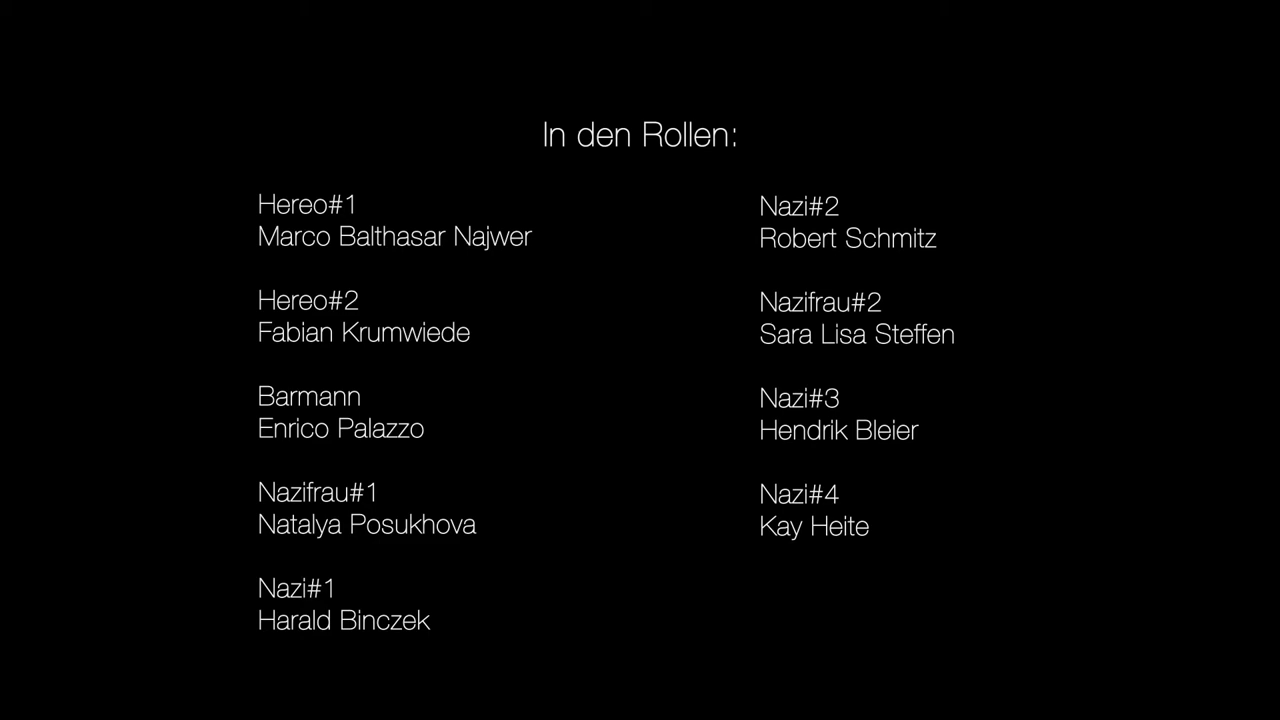 In den Rollen:
Hereo#1
Marco Balthasar Najwer
Hereo#2
Fabian Krumwiede
Barmann
Enrico Palazzo
Nazifrau#1
Natalya Posukhova
Nazi#1
Harald Binczek
Nazi#2
Robert Schmitz
Nazifrau#2
Sara Lisa Steffen
Nazi#3
Hendrik Bleier
Nazi#4
Kay Heite